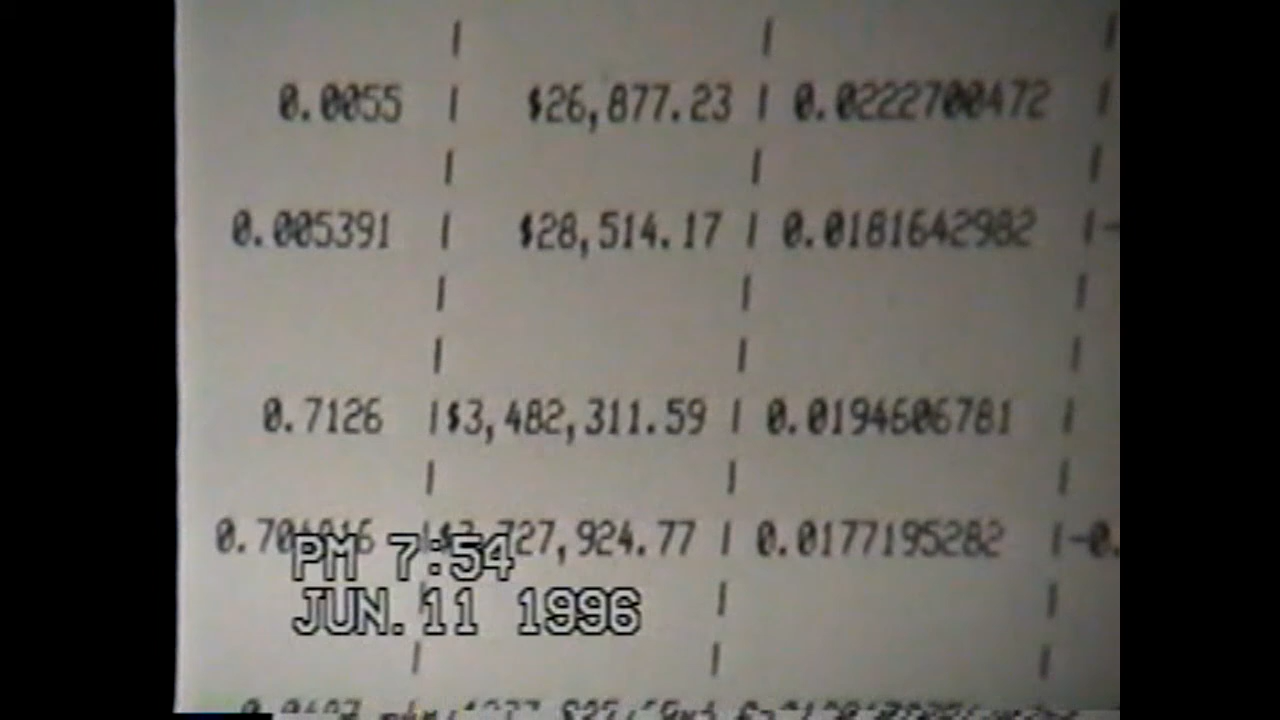 0.0055 | $26,877.23 | 0.0222700472 |
0.005391 | $28,514.17 | 0.0181642982 |-
0.7126 |$3,482,311.59 | 0.0194606781 |
727,924.77 | 0.0177195282 |-0.
PM 7:54
JUN. 11 1996